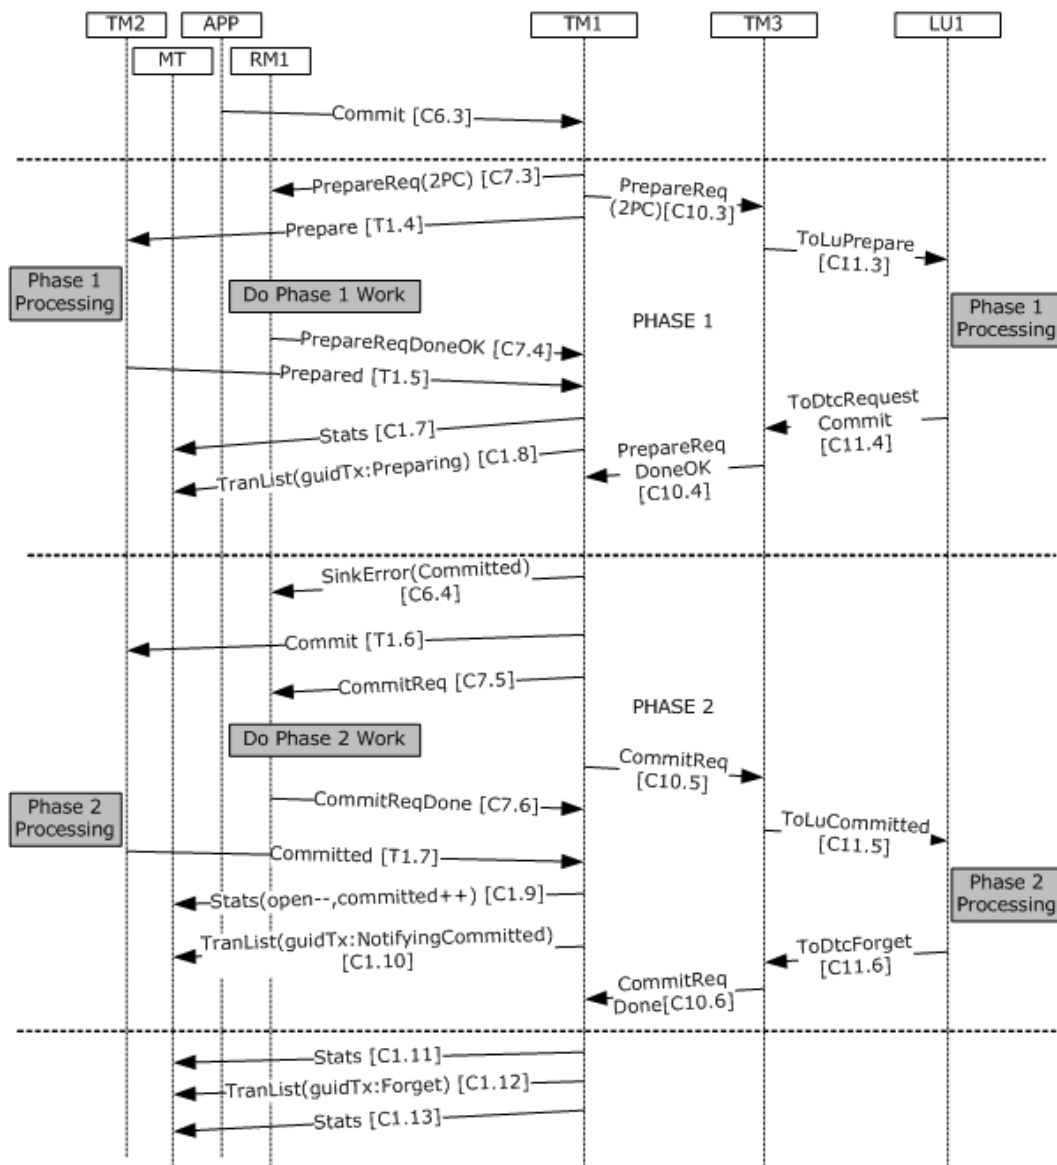 TM2
APP
TM1
TM3
LU1
MT
RM1
Commit [C6.3]
PrepareReq(2PC) [C7.3]
PrepareReq
(2PC)[C10.3]
Prepare [T1.4]
ToLuPrepare
[C11.3]
Phase 1
Processing
Do Phase 1 Work
PHASE 1
Phase 1
Processing
PrepareReqDoneOK [C7.4]
Prepared [T1.5]
ToDtcRequest
Commit
[C11.4]
Stats [C1.7]
TranList(guidTx:Preparing) [C1.8]
PrepareReq
DoneOK
[C10.4]
SinkError(Committed)
[C6.4]
Commit [T1.6]
CommitReq [C7.5]
PHASE 2
Do Phase 2 Work
CommitReq
[C10.5]
Phase 2
Processing
CommitReqDone [C7.6]
ToLuCommitted
[C11.5]
Committed [T1.7]
Stats(open--,committed++) [C1.9]
Phase 2
Processing
TranList(guidTx:NotifyingCommitted)
[C1.10]
ToDtcForget
[C11.6]
CommitReq
Done[C10.6]
Stats [C1.11]
TranList(guidTx:Forget) [C1.12]
Stats [C1.13]